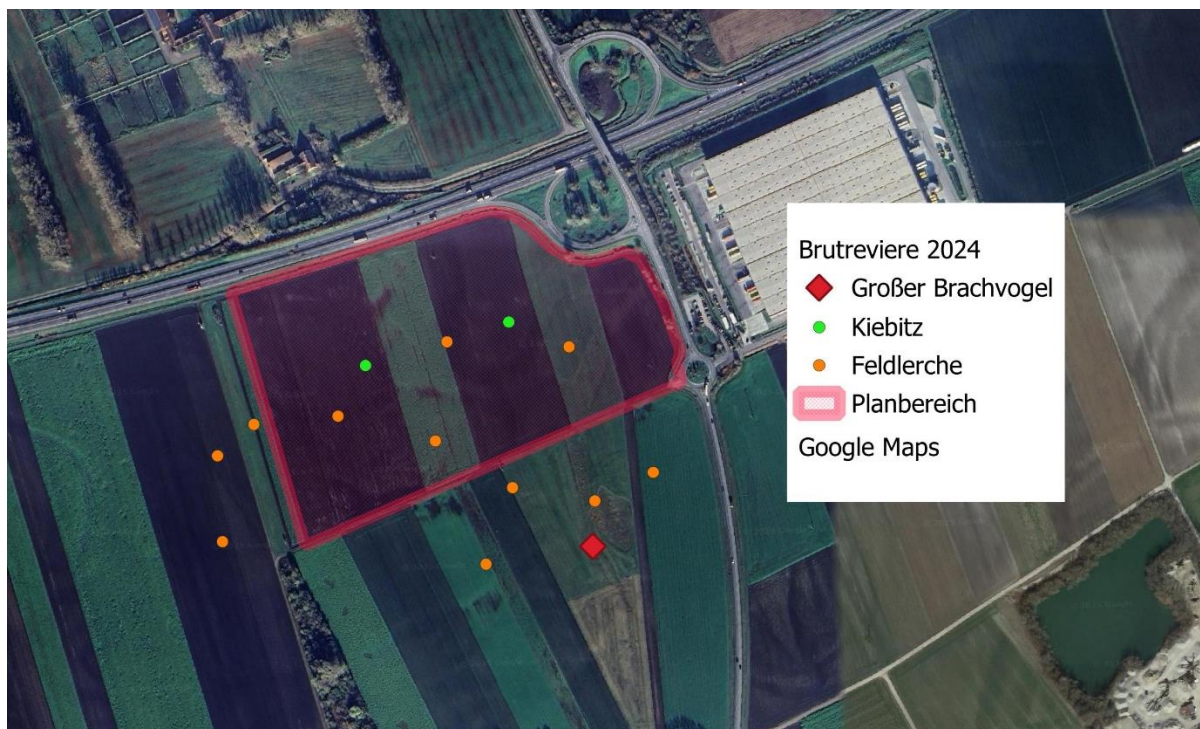 Brutreviere 2024
Großer Brachvogel
Kiebitz
Feldlerche
Planbereich
Google Maps